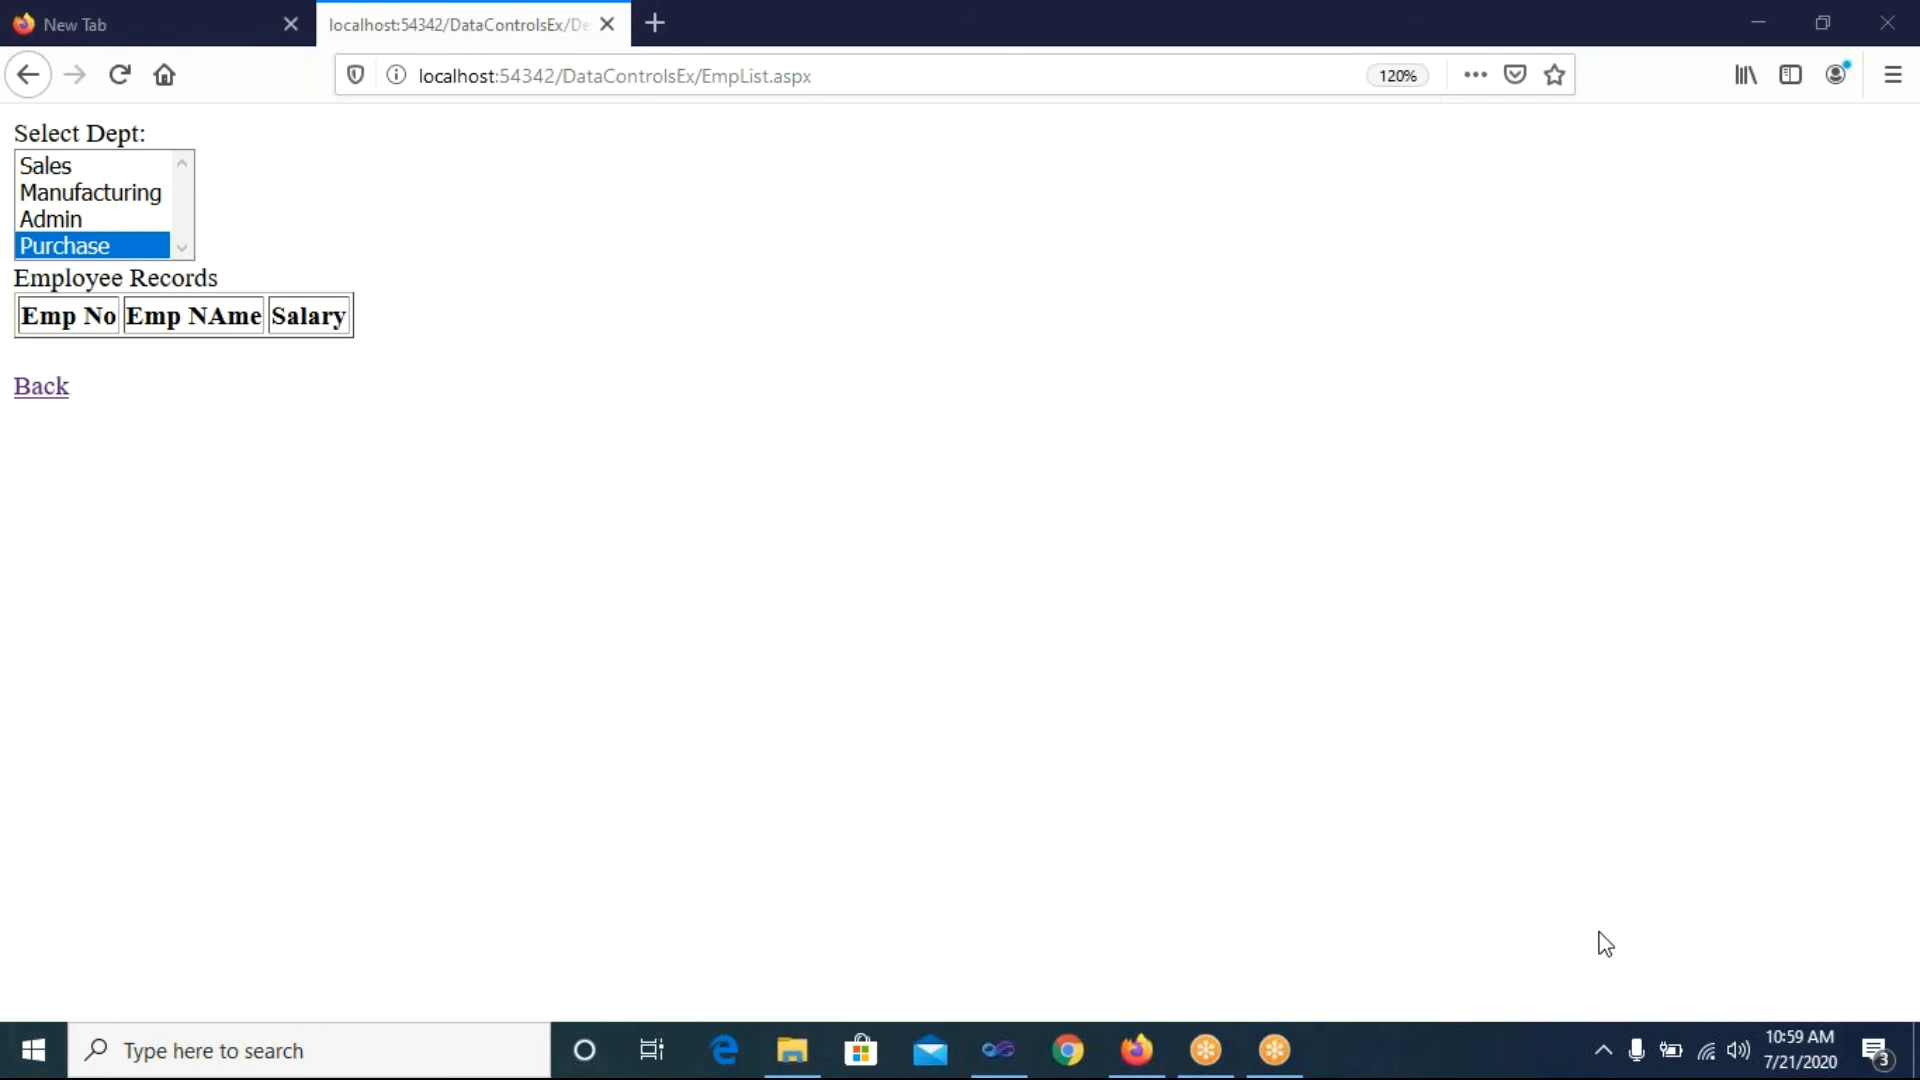 New Tab
localhost:54342/DataControlsEx/De
localhost:54342/DataControlsEx/EmpList.aspx
120%
Select Dept:
Sales
Manufacturing
Admin
Purchase
Employee Records
Emp No Emp NAme Salary
Back
Type here to search
10:59 AM
7/21/2020
3